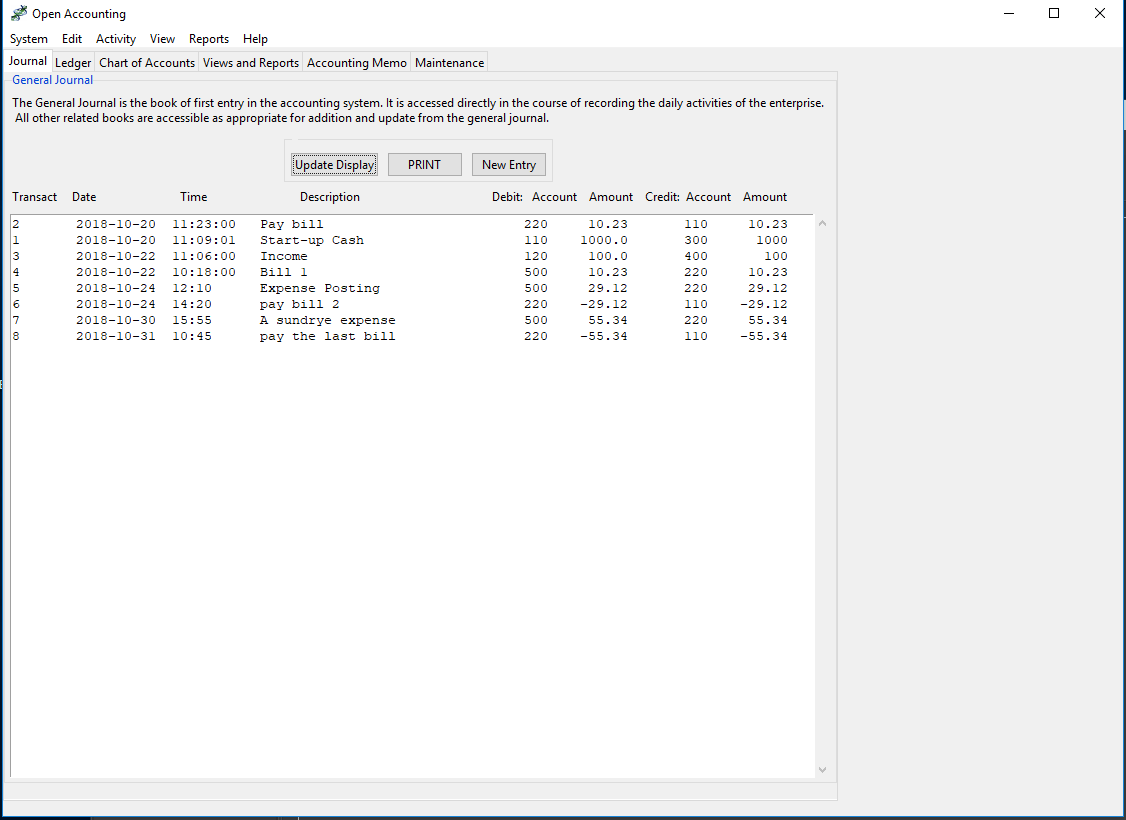 Open Accounting
System Edit Activity View Reports Help
Journal Ledger Chart of Accounts Views and Reports Accounting Memo Maintenance
General Journal
The General Journal is the book of first entry in the accounting system. It is accessed directly in the course of recording the daily activities of the enterprise.
All other related books are accessible as appropriate for addition and update from the general journal.
Update Display PRINT New Entry
Transact Date Time Description Debit: Account Amount Credit: Account Amount
2 2018-10-20 11:23:00 Pay bill 220 10.23 110 10.23
1 2018-10-20 11:09:01 Start-up Cash 110 1000.0 300 1000
3 2018-10-22 11:06:00 Income 120 100.0 400 100
4 2018-10-22 10:18:00 Bill 1 500 10.23 220 10.23
5 2018-10-24 12:10 Expense Posting 500 29.12 220 29.12
6 2018-10-24 14:20 pay bill 2 220 -29.12 110 -29.12
7 2018-10-30 15:55 A sundrye expense 500 55.34 220 55.34
8 2018-10-31 10:45 pay the last bill 220 -55.34 110 -55.34